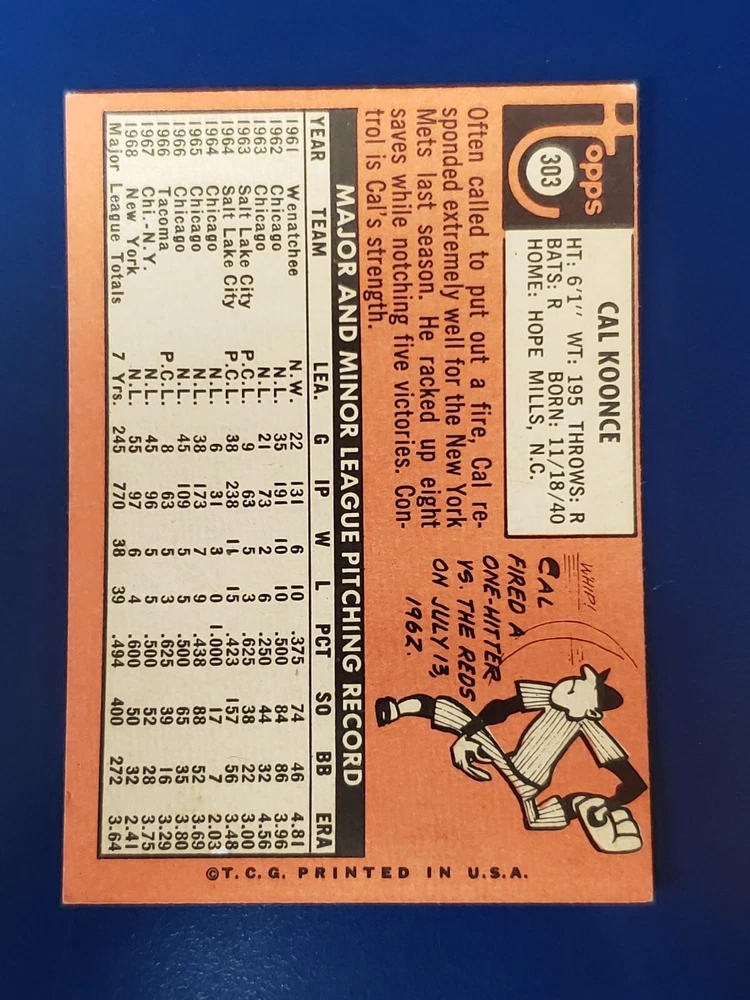 Topps
303
CAL KOONCE
HT: 6'1" WT: 195 THROWS: R
BATS: R BORN: 11/18/40
HOME: HOPE MILLS, N.C.
Often called to put out a fire, Cal re-
sponded extremely well for the New York
Mets last season. He racked up eight
saves while notching five victories. Con-
trol is Cal's strength.
WHIP!
CAL
FIRED A
ONE-HITTER
VS. THE REDS
ON JULY 13,
1962.
MAJOR AND MINOR LEAGUE PITCHING RECORD
YEAR TEAM LEA. G IP W L PCT SO BB ERA
1961 Wenatchee N.W. 22 131 6 10 .375 74 46 4.81
1962 Chicago N.L. 35 191 10 10 .500 84 86 3.96
1963 Chicago N.L. 21 73 2 6 .250 44 32 4.56
1963 Salt Lake City P.C.L. 9 63 5 3 .625 38 22 3.00
1964 Salt Lake City P.C.L. 38 238 11 15 .423 157 56 3.48
1964 Chicago N.L. 6 31 3 0 1.000 17 7 2.03
1965 Chicago N.L. 38 173 7 9 .438 88 52 3.69
1966 Chicago N.L. 45 109 5 5 .500 65 35 3.80
1966 Tacoma P.C.L. 8 63 5 3 .625 39 16 3.29
1967 Chi.-N.Y. N.L. 45 96 5 5 .500 52 28 3.75
1968 New York N.L. 55 97 6 4 .600 50 32 2.41
Major League Totals 7 Yrs. 245 770 38 39 .494 400 272 3.64
©T.C.G. PRINTED IN U.S.A.